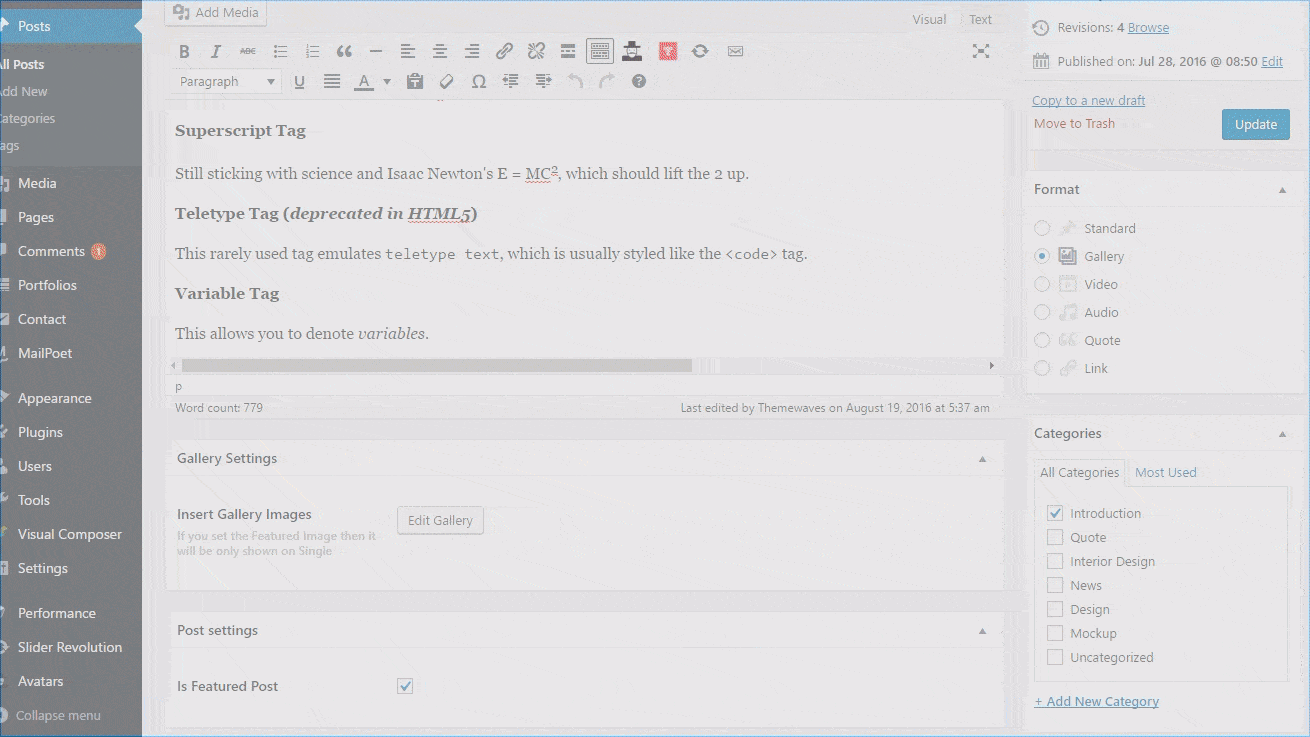 Posts
All Posts
Add New
Categories
Tags
Media
Pages
Comments 1
Portfolios
Contact
MailPoet
Appearance
Plugins
Users
Tools
Visual Composer
Settings
Performance
Slider Revolution
Avatars
Collapse menu
Add Media
Visual Text
B I ABC
Paragraph U A Ω
Superscript Tag
Still sticking with science and Isaac Newton's E = MC², which should lift the 2 up.
Teletype Tag (deprecated in HTML5)
This rarely used tag emulates teletype text, which is usually styled like the <code> tag.
Variable Tag
This allows you to denote variables.
p
Word count: 779
Last edited by Themewaves on August 19, 2016 at 5:37 am
Gallery Settings
Insert Gallery Images
If you set the Featured Image then it
will be only shown on Single
Edit Gallery
Post settings
Is Featured Post
Revisions: 4 Browse
Published on: Jul 28, 2016 @ 08:50 Edit
Copy to a new draft
Move to Trash
Update
Format
Standard
Gallery
Video
Audio
Quote
Link
Categories
All Categories Most Used
Introduction
Quote
Interior Design
News
Design
Mockup
Uncategorized
+ Add New Category